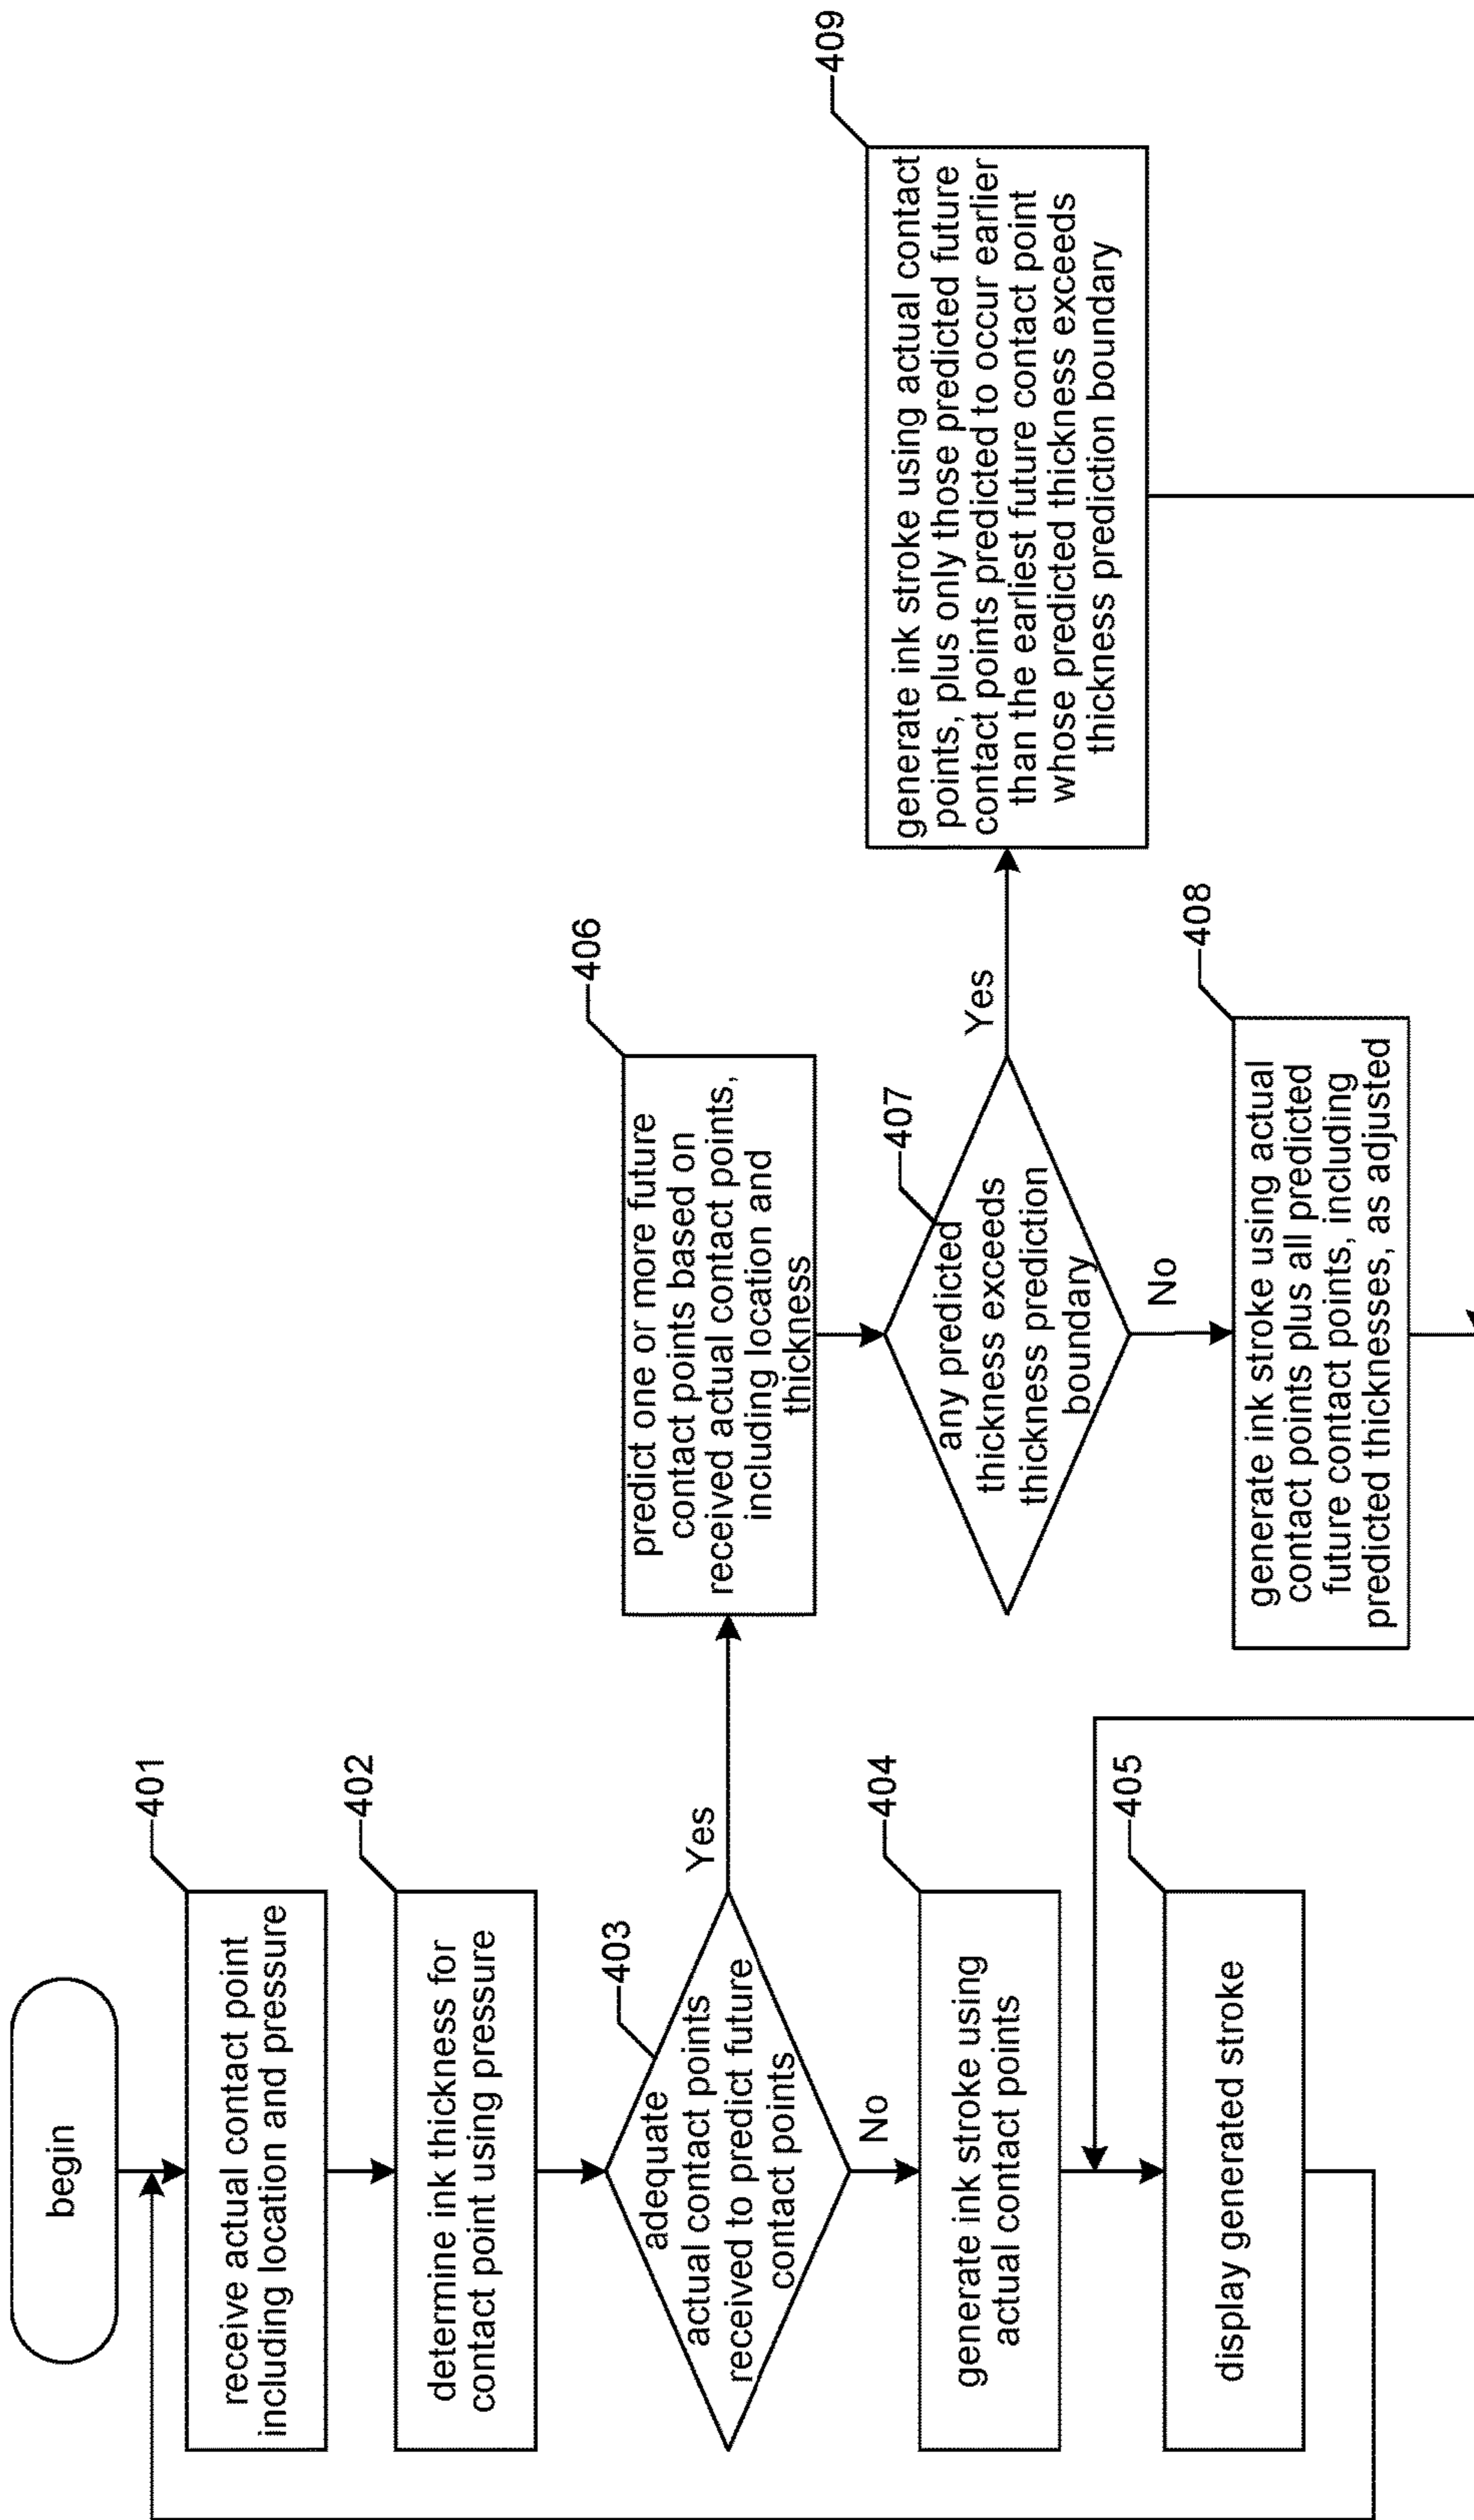 begin
401
receive actual contact point
including location and pressure
402
determine ink thickness for
contact point using pressure
403
adequate
actual contact points
received to predict future
contact points
Yes
No
404
generate ink stroke using
actual contact points
405
display generated stroke
406
predict one or more future
contact points based on
received actual contact points,
including location and
thickness
407
any predicted
thickness exceeds
thickness prediction
boundary
Yes
No
408
generate ink stroke using actual
contact points plus all predicted
future contact points, including
predicted thicknesses, as adjusted
409
generate ink stroke using actual contact
points, plus only those predicted future
contact points predicted to occur earlier
than the earliest future contact point
whose predicted thickness exceeds
thickness prediction boundary